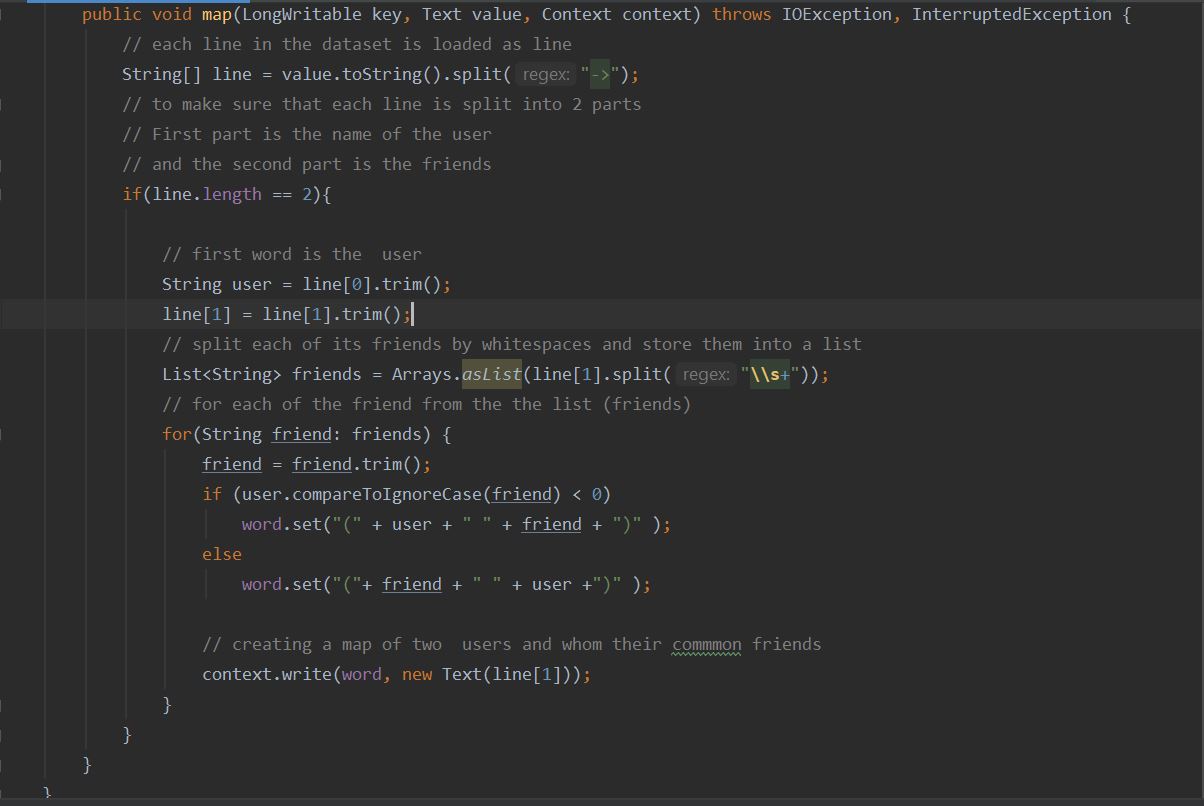 public void map(LongWritable key, Text value, Context context) throws IOException, InterruptedException {
// each line in the dataset is loaded as line
String[] line = value.toString().split( regex: "->");
// to make sure that each line is split into 2 parts
// First part is the name of the user
// and the second part is the friends
if(line.length == 2){
// first word is the  user
String user = line[0].trim();
line[1] = line[1].trim();
// split each of its friends by whitespaces and store them into a list
List<String> friends = Arrays.asList(line[1].split( regex: "\\s+"));
// for each of the friend from the the list (friends)
for(String friend: friends) {
friend = friend.trim();
if (user.compareToIgnoreCase(friend) < 0)
word.set("(" + user + " " + friend + ")" );
else
word.set("("+ friend + " " + user +")" );
// creating a map of two  users and whom their commmon friends
context.write(word, new Text(line[1]));
}
}
}
}